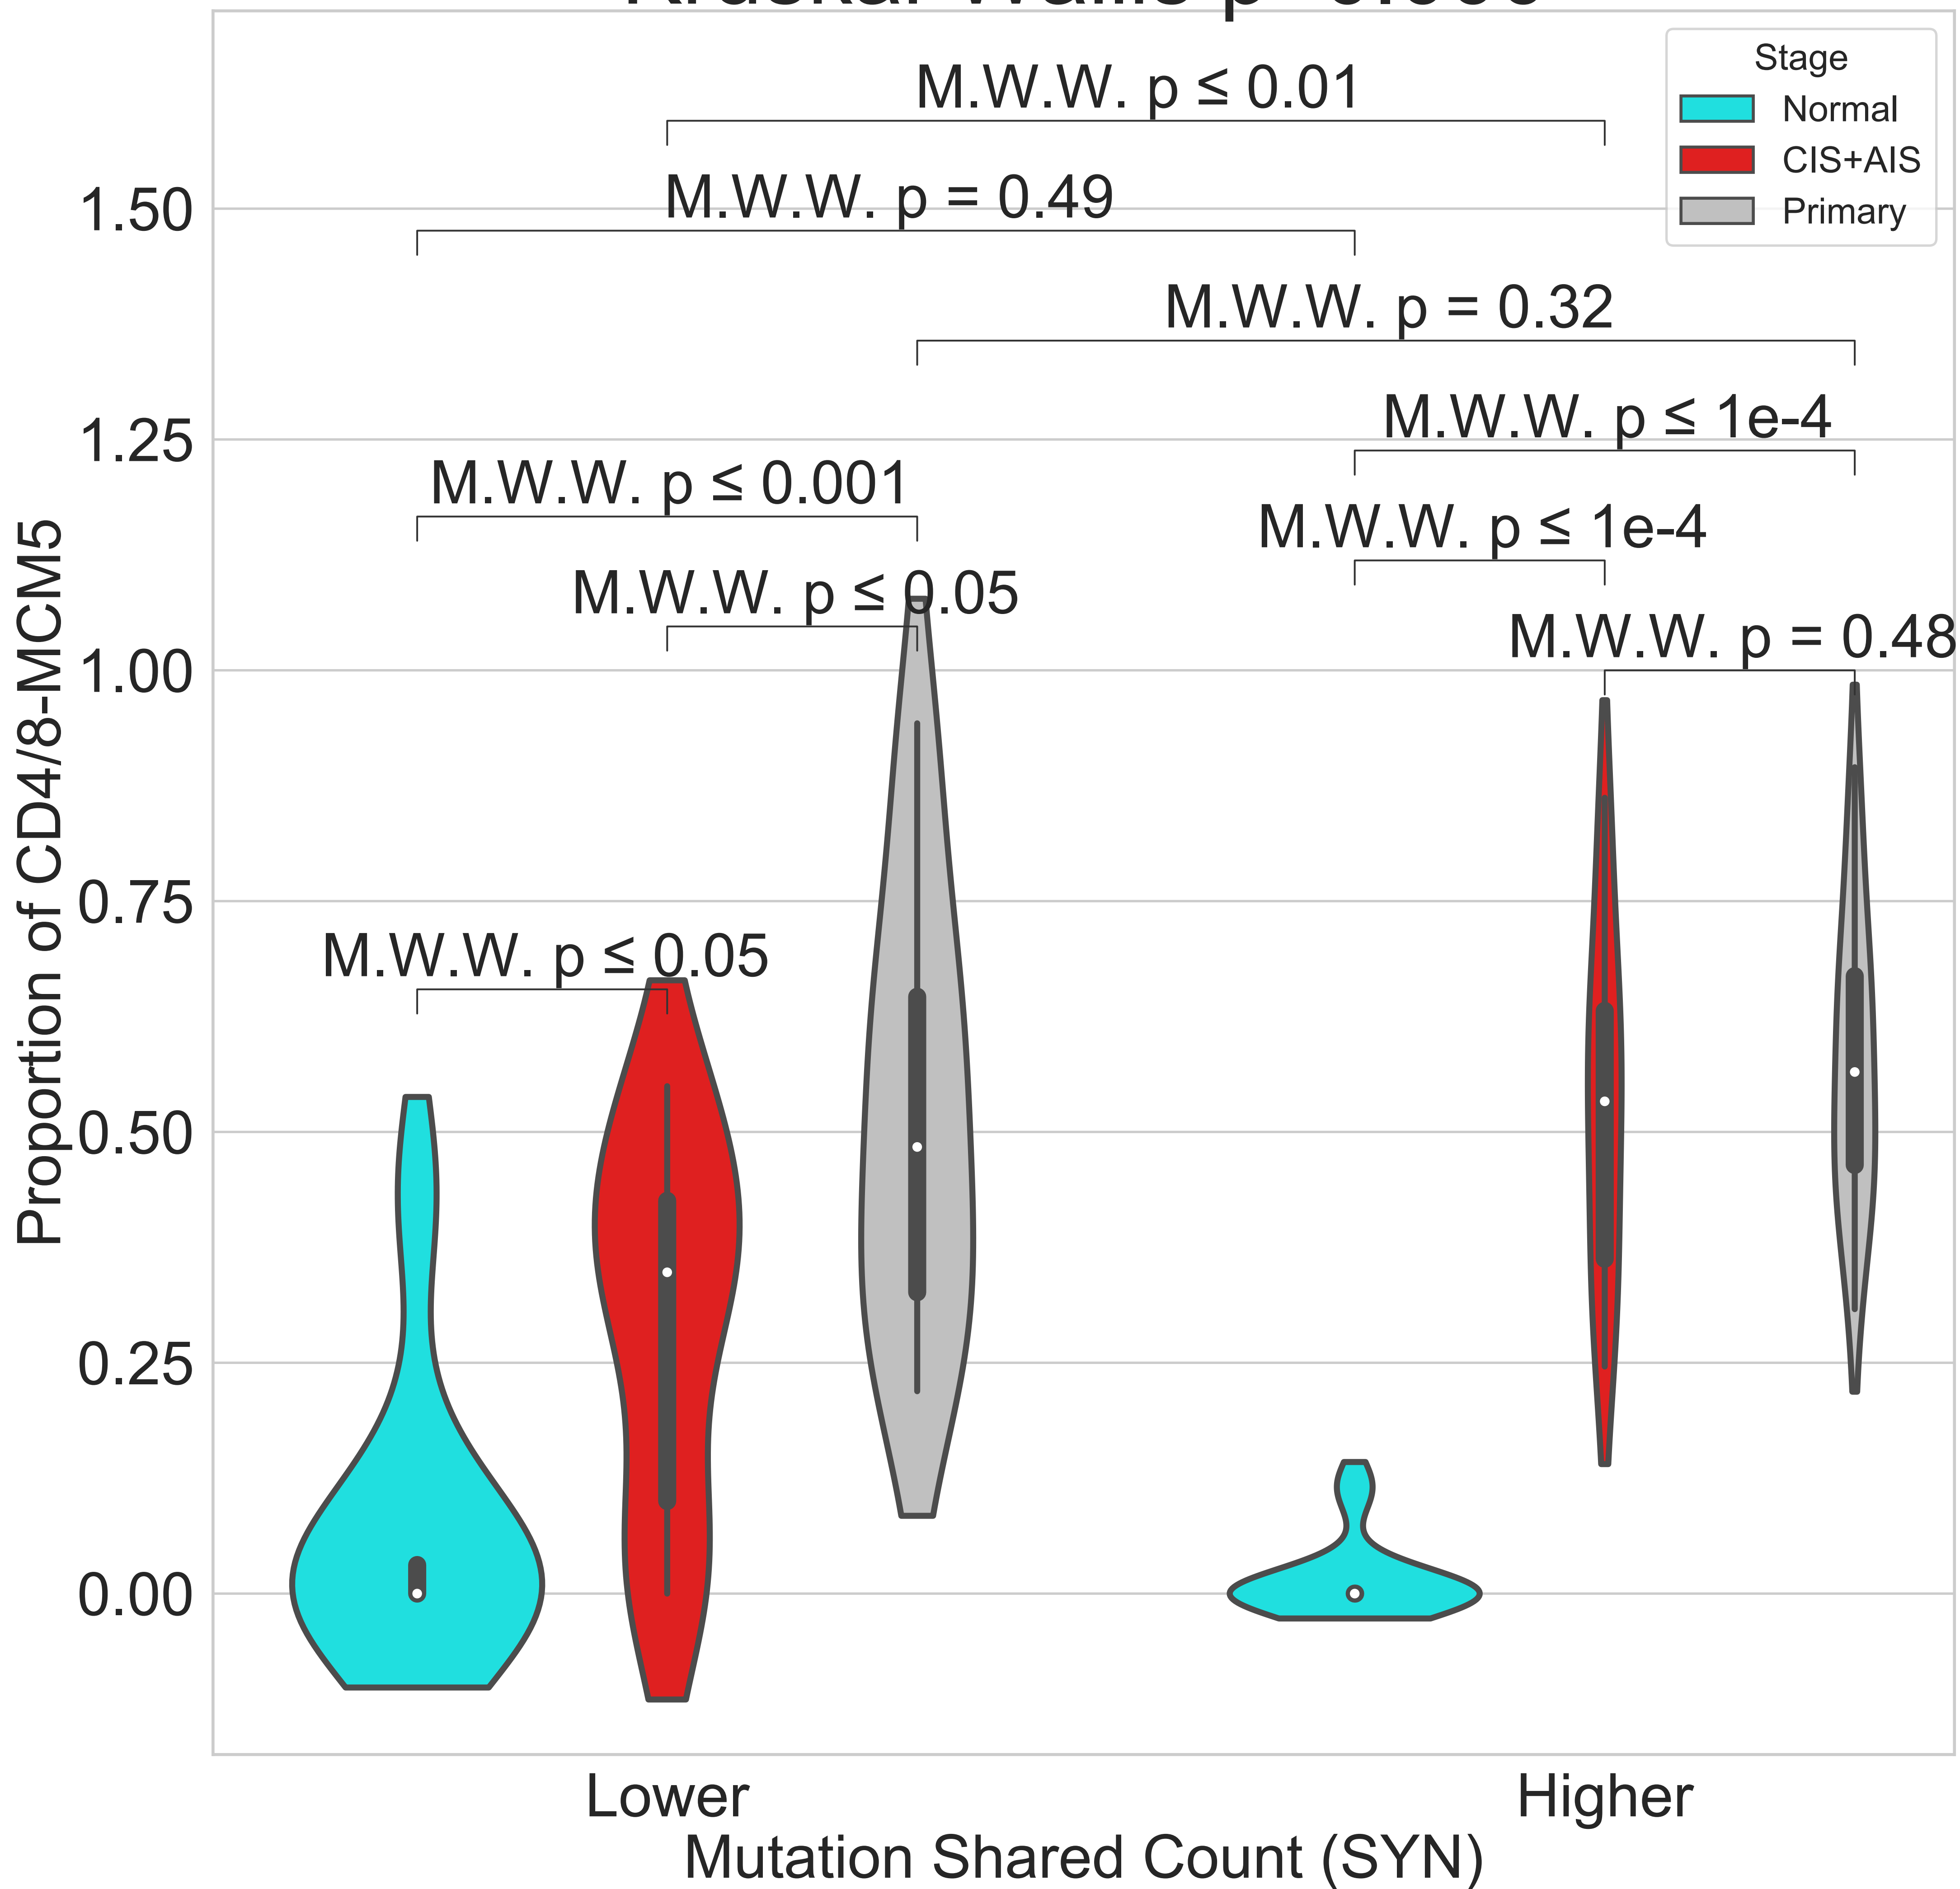 M.W.W. p ≤ 0.01
Stage
Normal
CIS+AIS
Primary
M.W.W. p = 0.49
1.50
M.W.W. p = 0.32
M.W.W. p ≤ 1e-4
1.25
M.W.W. p ≤ 0.001
M.W.W. p ≤ 1e-4
M.W.W. p ≤ 0.05
M.W.W. p = 0.48
1.00
0.75
M.W.W. p ≤ 0.05
0.50
0.25
0.00
Proportion of CD4/8-MCM5
Lower
Higher
Mutation Shared Count (SYN)